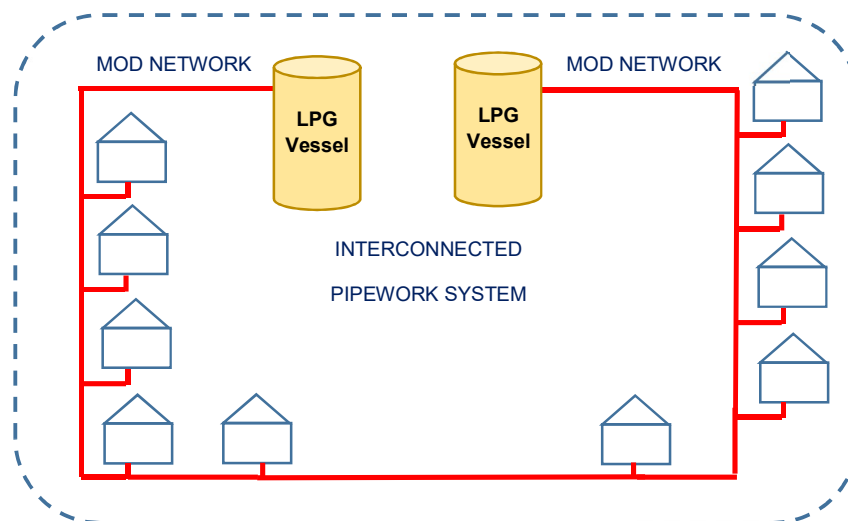 MOD NETWORK
MOD NETWORK
LPG
Vessel
LPG
Vessel
INTERCONNECTED
PIPEWORK SYSTEM